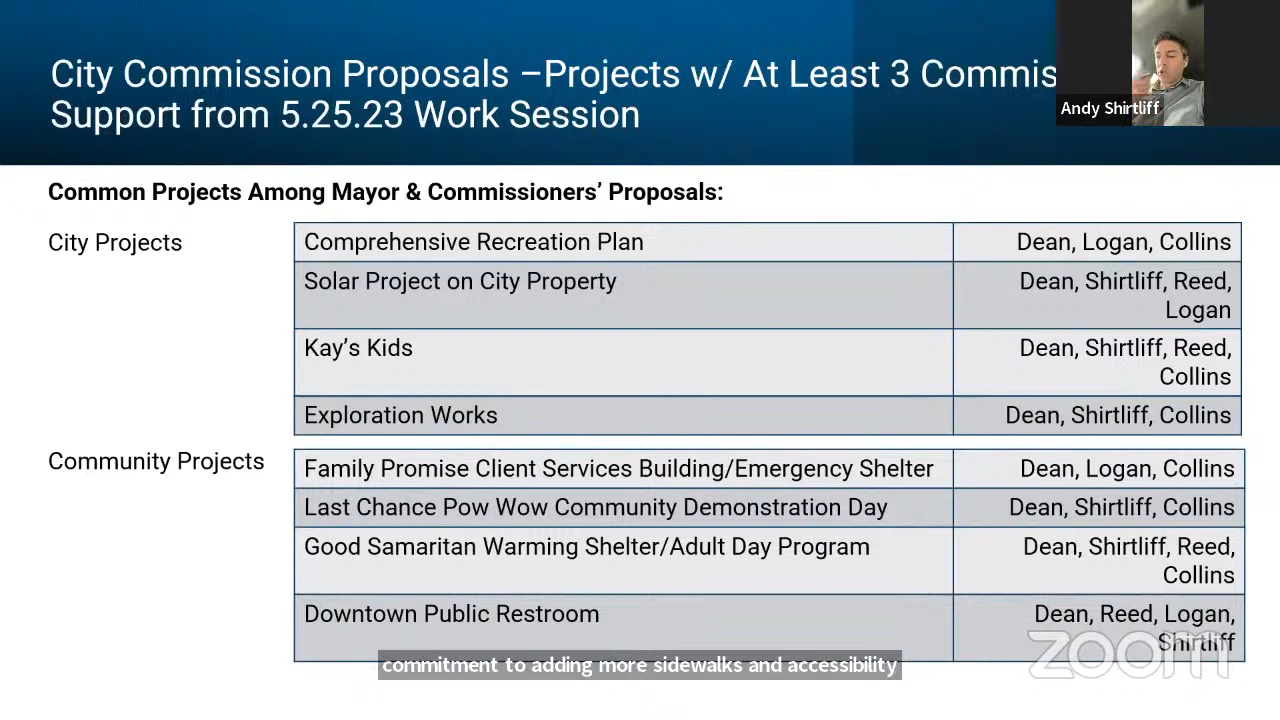 City Commission Proposals –Projects w/ At Least 3 Commis
Support from 5.25.23 Work Session
Andy Shirtliff
Common Projects Among Mayor & Commissioners’ Proposals:
City Projects
Comprehensive Recreation Plan
Dean, Logan, Collins
Solar Project on City Property
Dean, Shirtliff, Reed,
Logan
Kay’s Kids
Dean, Shirtliff, Reed,
Collins
Exploration Works
Dean, Shirtliff, Collins
Community Projects
Family Promise Client Services Building/Emergency Shelter
Dean, Logan, Collins
Last Chance Pow Wow Community Demonstration Day
Dean, Shirtliff, Collins
Good Samaritan Warming Shelter/Adult Day Program
Dean, Shirtliff, Reed,
Collins
Downtown Public Restroom
Dean, Reed, Logan,
Shirtliff
zoom
commitment to adding more sidewalks and accessibility